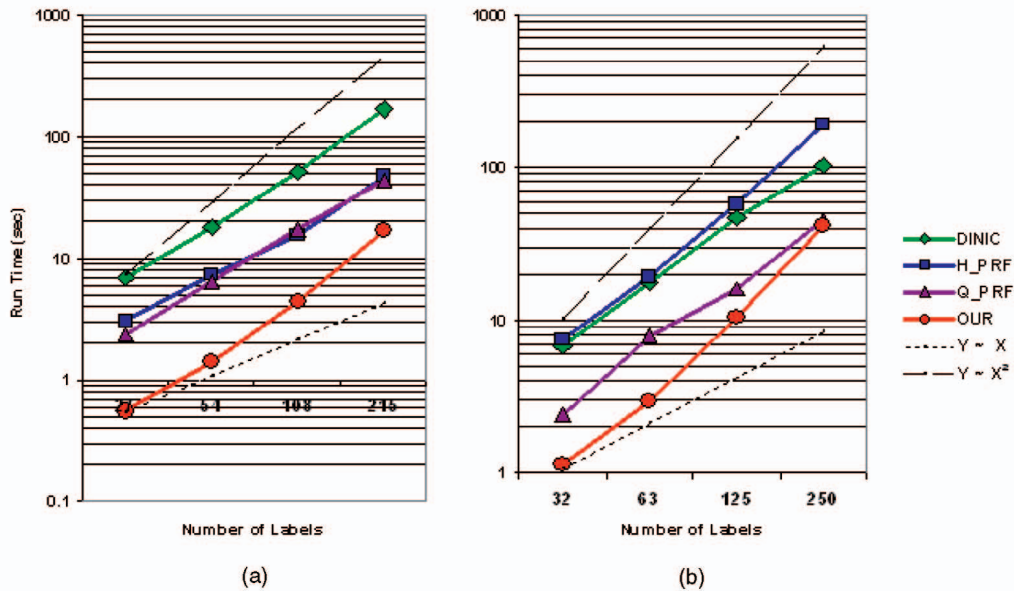 1000
100
10
1
0.1
Run Time (sec)
54
108
215
Number of Labels
(a)
1000
100
10
1
32
63
125
250
Number of Labels
(b)
DINIC
H_PRF
Q_PRF
OUR
Y ~ X
Y ~ X²